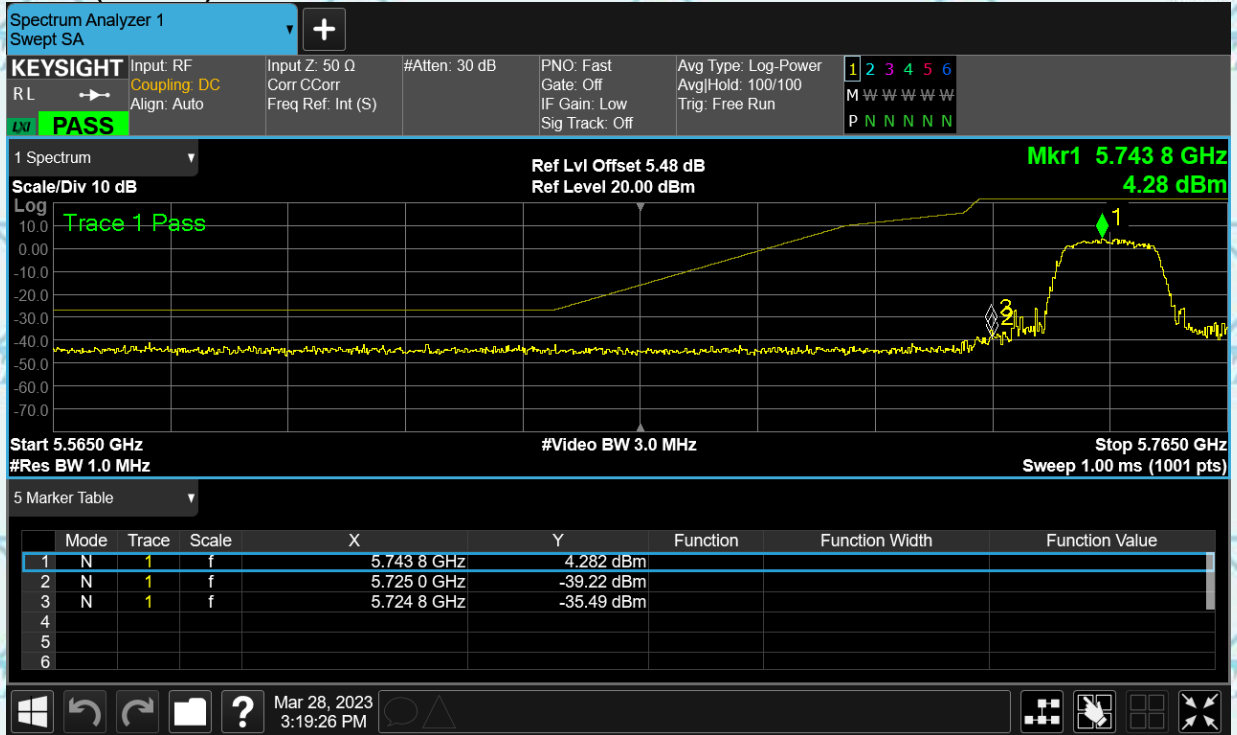 Spectrum Analyzer 1
Swept SA
KEYSIGHT Input: RF Input Z: 50 Ω #Atten: 30 dB PNO: Fast Avg Type: Log-Power 1 2 3 4 5 6
RL Coupling: DC Corr CCorr Gate: Off Avg|Hold: 100/100 M W W W W W
Align: Auto Freq Ref: Int (S) IF Gain: Low Trig: Free Run
LXI PASS Sig Track: Off P N N N N N
1 Spectrum Ref Lvl Offset 5.48 dB Mkr1 5.743 8 GHz
Scale/Div 10 dB Ref Level 20.00 dBm 4.28 dBm
Log
Trace 1 Pass
10.0
0.00
-10.0
-20.0
-30.0
-40.0
-50.0
-60.0
-70.0
1
3
2
Start 5.5650 GHz #Video BW 3.0 MHz Stop 5.7650 GHz
#Res BW 1.0 MHz Sweep 1.00 ms (1001 pts)
5 Marker Table
Mode Trace Scale X Y Function Function Width Function Value
1 N 1 f 5.743 8 GHz 4.282 dBm
2 N 1 f 5.725 0 GHz -39.22 dBm
3 N 1 f 5.724 8 GHz -35.49 dBm
4
5
6
? Mar 28, 2023
3:19:26 PM